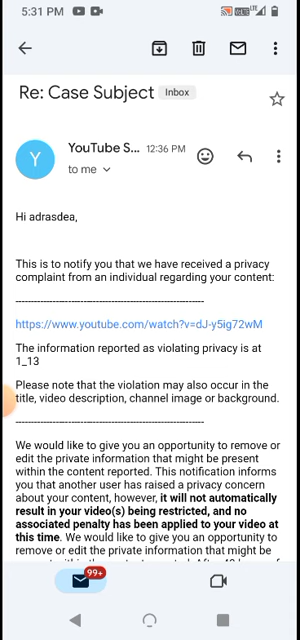 5:31 PM
Re: Case Subject Inbox
Y
YouTube S... 12:36 PM
to me
Hi adrasdea,
This is to notify you that we have received a privacy
complaint from an individual regarding your content:
------------------------------------------------------------
https://www.youtube.com/watch?v=dJ-y5ig72wM
The information reported as violating privacy is at
1_13
Please note that the violation may also occur in the
title, video description, channel image or background.
------------------------------------------------------------
We would like to give you an opportunity to remove or
edit the private information that might be present
within the content reported. This notification informs
you that another user has raised a privacy concern
about your content, however, it will not automatically
result in your video(s) being restricted, and no
associated penalty has been applied to your video at
this time. We would like to give you an opportunity to
remove or edit the private information that might be
99+